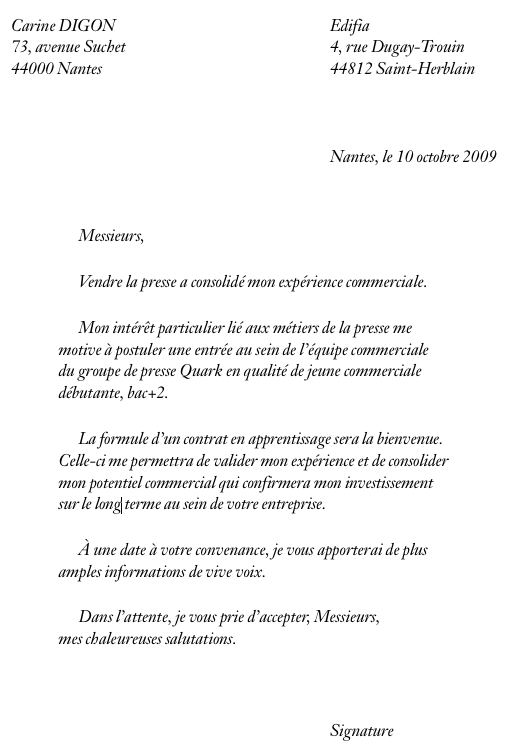 Carine DIGON
73, avenue Suchet
44000 Nantes
Edifia
4, rue Dugay-Trouin
44812 Saint-Herblain
Nantes, le 10 octobre 2009
Messieurs,
Vendre la presse a consolidé mon expérience commerciale.
Mon intérêt particulier lié aux métiers de la presse me
motive à postuler une entrée au sein de l'équipe commerciale
du groupe de presse Quark en qualité de jeune commerciale
débutante, bac+2.
La formule d'un contrat en apprentissage sera la bienvenue.
Celle-ci me permettra de valider mon expérience et de consolider
mon potentiel commercial qui confirmera mon investissement
sur le long terme au sein de votre entreprise.
À une date à votre convenance, je vous apporterai de plus
amples informations de vive voix.
Dans l'attente, je vous prie d'accepter, Messieurs,
mes chaleureuses salutations.
Signature